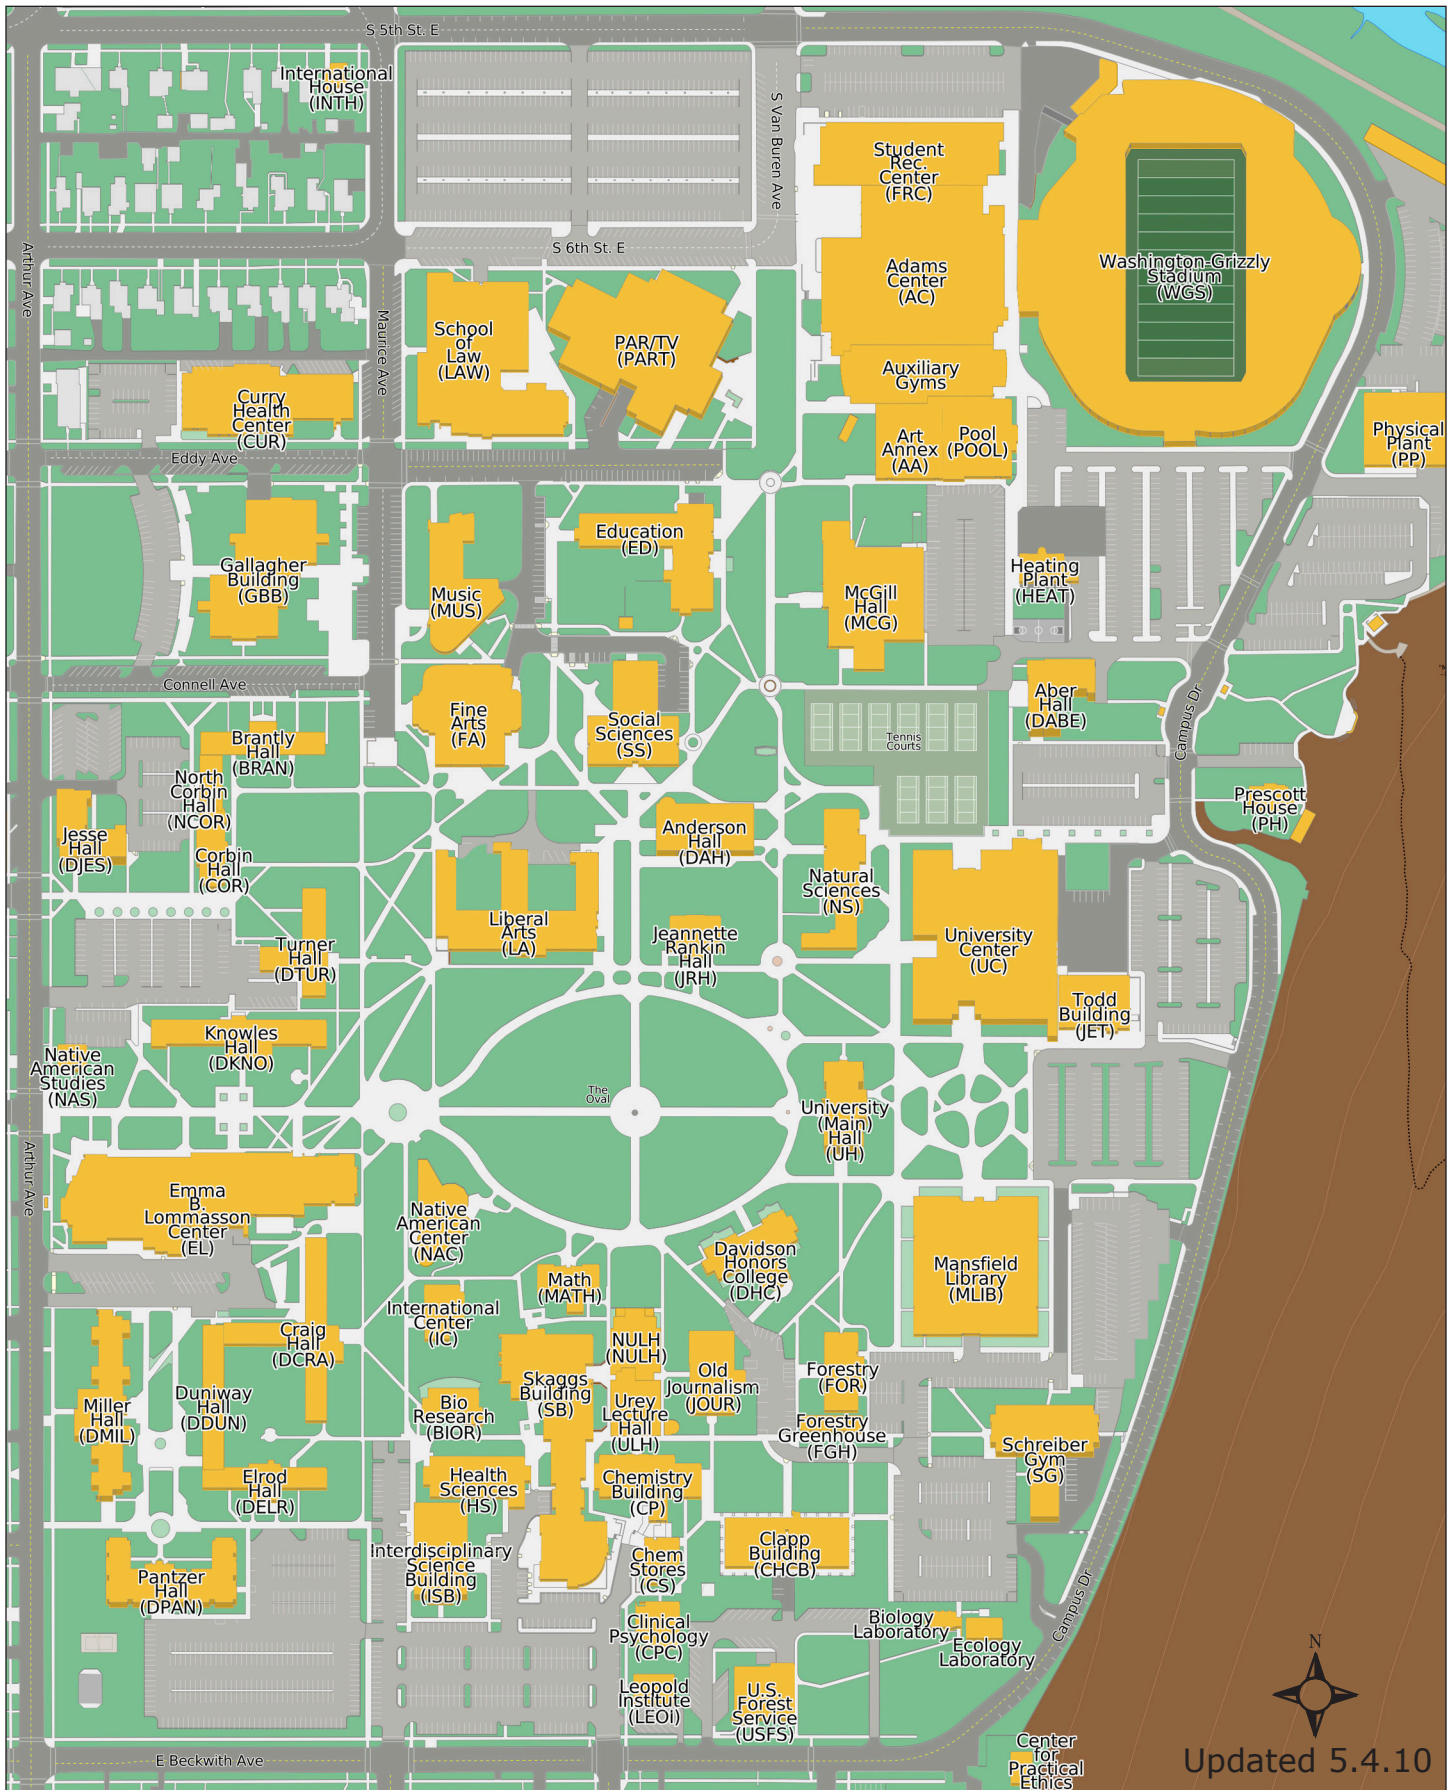 S 5th St. E
International
House
(INTH)
S Van Buren Ave
Student
Rec.
Center
(FRC)
Arthur Ave
S 6th St. E
Adams
Center
(AC)
Washington-Grizzly
Stadium
(WGS)
Maurice Ave
School
of
Law
(LAW)
PAR/TV
(PART)
Auxiliary
Gyms
Curry
Health
Center
(CUR)
Art
Annex
(AA)
Pool
(POOL)
Physical
Plant
(PP)
Eddy Ave
Gallagher
Building
(GBB)
Music
(MUS)
Education
(ED)
McGill
Hall
(MCG)
Heating
Plant
(HEAT)
Connell Ave
Fine
Arts
(FA)
Social
Sciences
(SS)
Aber
Hall
(DABE)
Campus Dr
Tennis
Courts
Brantly
Hall
(BRAN)
North
Corbin
Hall
(NCOR)
Jesse
Hall
(DJES)
Corbin
Hall
(COR)
Anderson
Hall
(DAH)
Prescott
House
(PH)
Natural
Sciences
(NS)
Liberal
Arts
(LA)
Jeannette
Rankin
Hall
(JRH)
University
Center
(UC)
Turner
Hall
(DTUR)
Todd
Building
(JET)
Knowles
Hall
(DKNO)
Native
American
Studies
(NAS)
The
Oval
University
(Main)
Hall
(UH)
Arthur Ave
Emma
B.
Lommasson
Center
(EL)
Native
American
Center
(NAC)
Davidson
Honors
College
(DHC)
Mansfield
Library
(MLIB)
Math
(MATH)
International
Center
(IC)
Craig
Hall
(DCRA)
NULH
(NULH)
Skaggs
Building
(SB)
Old
Journalism
(JOUR)
Forestry
(FOR)
Duniway
Hall
(DDUN)
Miller
Hall
(DMIL)
Bio
Research
(BIOR)
Urey
Lecture
Hall
(ULH)
Forestry
Greenhouse
(FGH)
Schreiber
Gym
(SG)
Elrod
Hall
(DELR)
Health
Sciences
(HS)
Chemistry
Building
(CP)
Interdisciplinary
Science
Building
(ISB)
Chem
Stores
(CS)
Clapp
Building
(CHCB)
Pantzer
Hall
(DPAN)
Campus Dr
Clinical
Psychology
(CPC)
Biology
Laboratory
Ecology
Laboratory
Leopold
Institute
(LEOI)
U.S.
Forest
Service
(USFS)
N
E Beckwith Ave
Center
for
Practical
Ethics
Updated 5.4.10